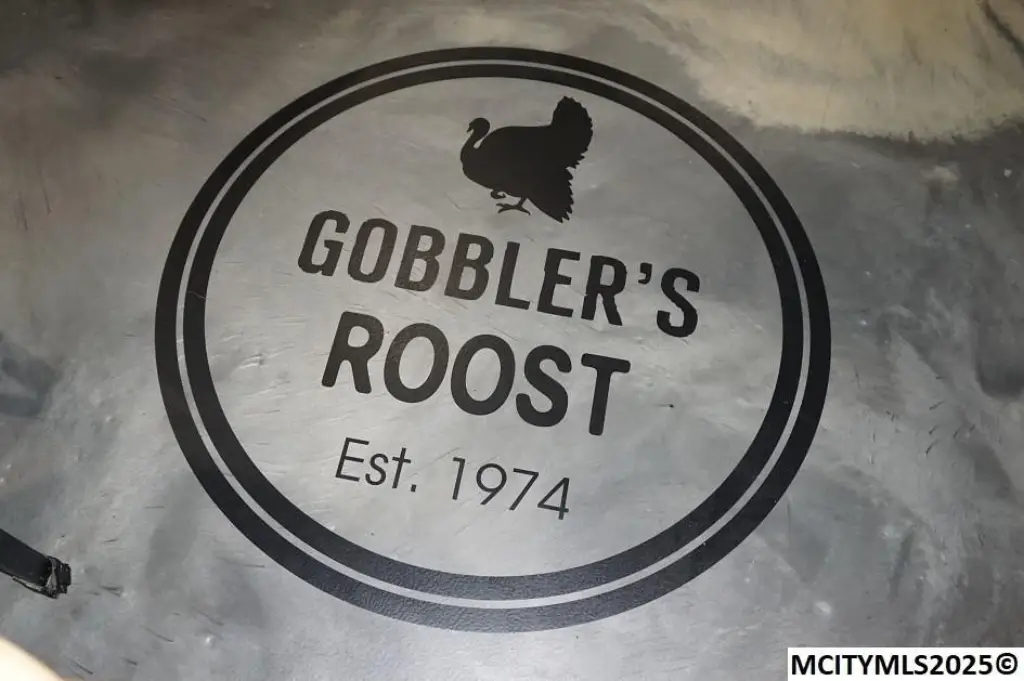 GOBBLER'S
ROOST
Est. 1974
MCITYMLS2025©